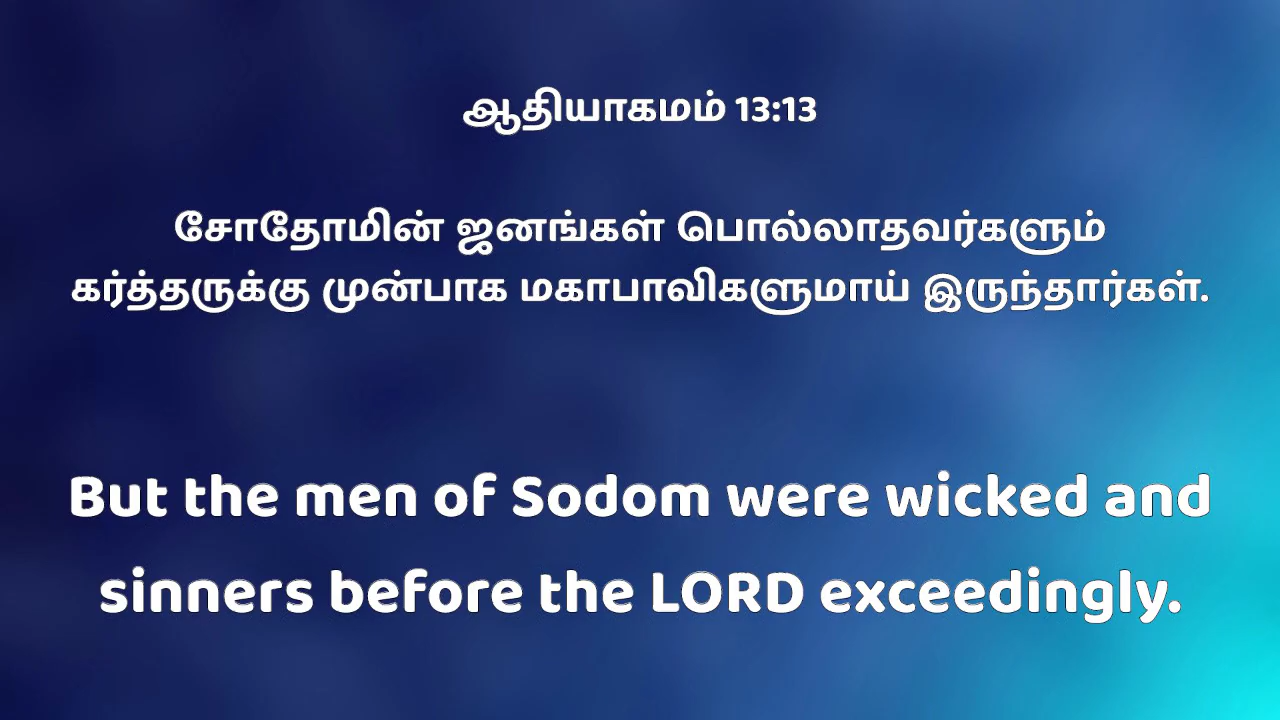 ஆதியாகமம் 13:13
சோதோமின் ஜனங்கள் பொல்லாதவர்களும்
கர்த்தருக்கு முன்பாக மகாபாவிகளுமாய் இருந்தார்கள்.
But the men of Sodom were wicked and
sinners before the LORD exceedingly.